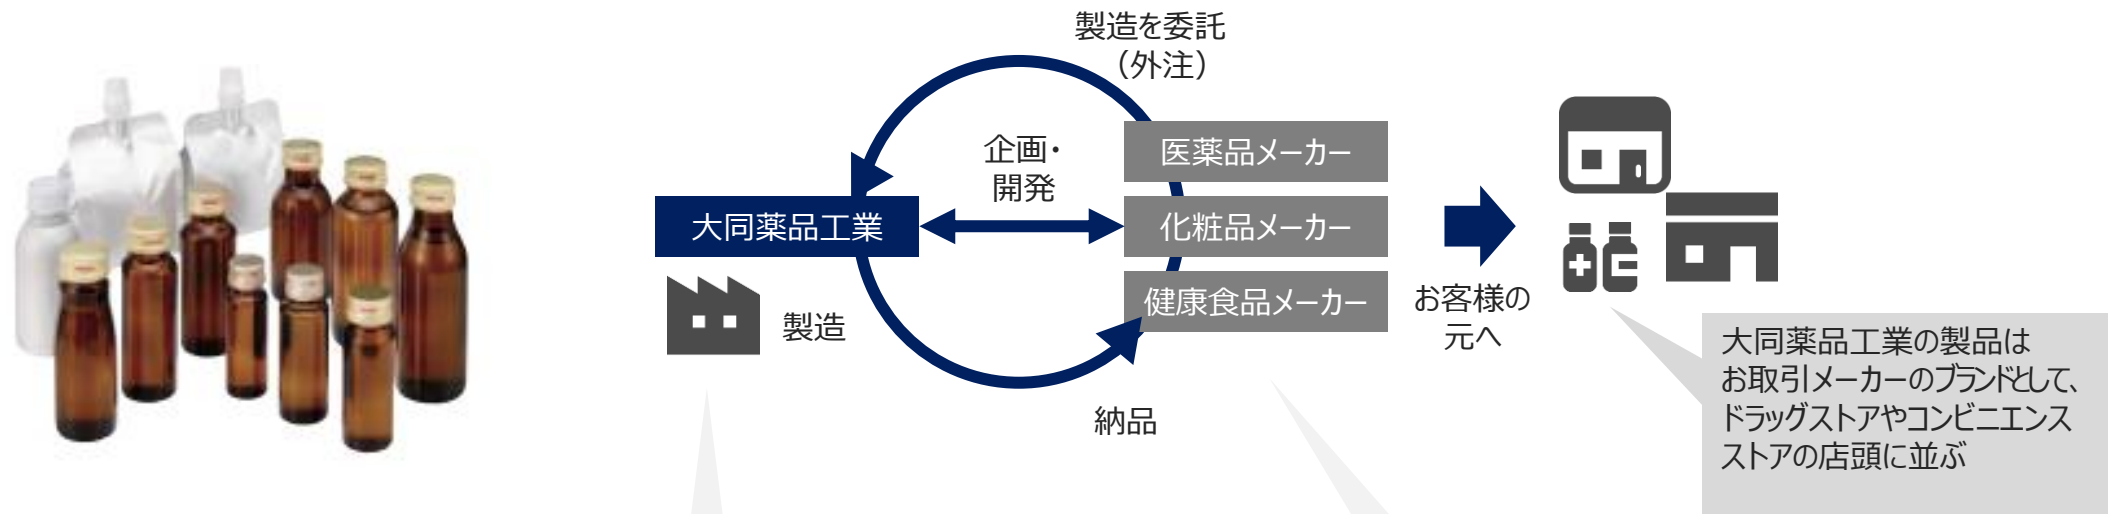 製造を委託
（外注）
企画・
開発
医薬品メーカー
大同薬品工業
化粧品メーカー
健康食品メーカー
製造
納品
お客様の
元へ
大同薬品工業の製品は
お取引メーカーのブランドとして、
ドラッグストアやコンビニエンス
ストアの店頭に並ぶ